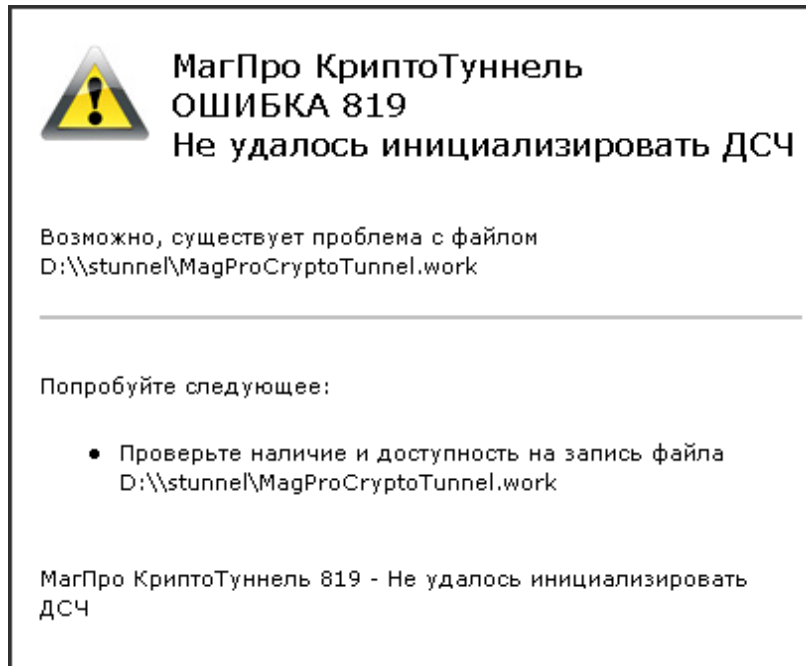 МагПро КриптоТуннель
ОШИБКА 819
Не удалось инициализировать ДСЧ
Возможно, существует проблема с файлом
D:\\stunnel\MagProCryptoTunnel.work
Попробуйте следующее:
• Проверьте наличие и доступность на запись файла
D:\\stunnel\MagProCryptoTunnel.work
МагПро КриптоТуннель 819 - Не удалось инициализировать
ДСЧ